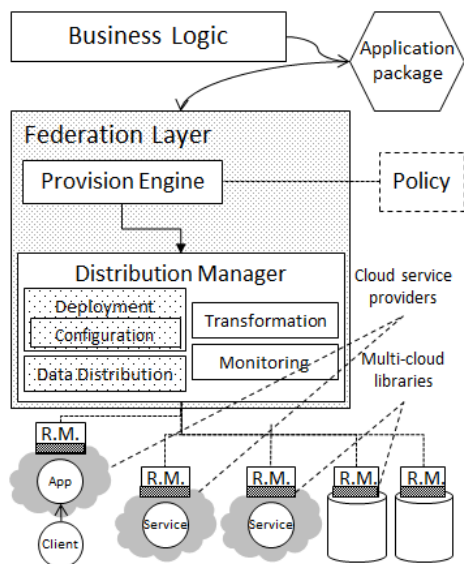 Business Logic
Application
package
Federation Layer
Provision Engine
Policy
Distribution Manager
Deployment
Configuration
Data Distribution
Transformation
Monitoring
Cloud service
providers
Multi-cloud
libraries
R.M.
R.M.
R.M.
R.M.
R.M.
App
Service
Service
Client